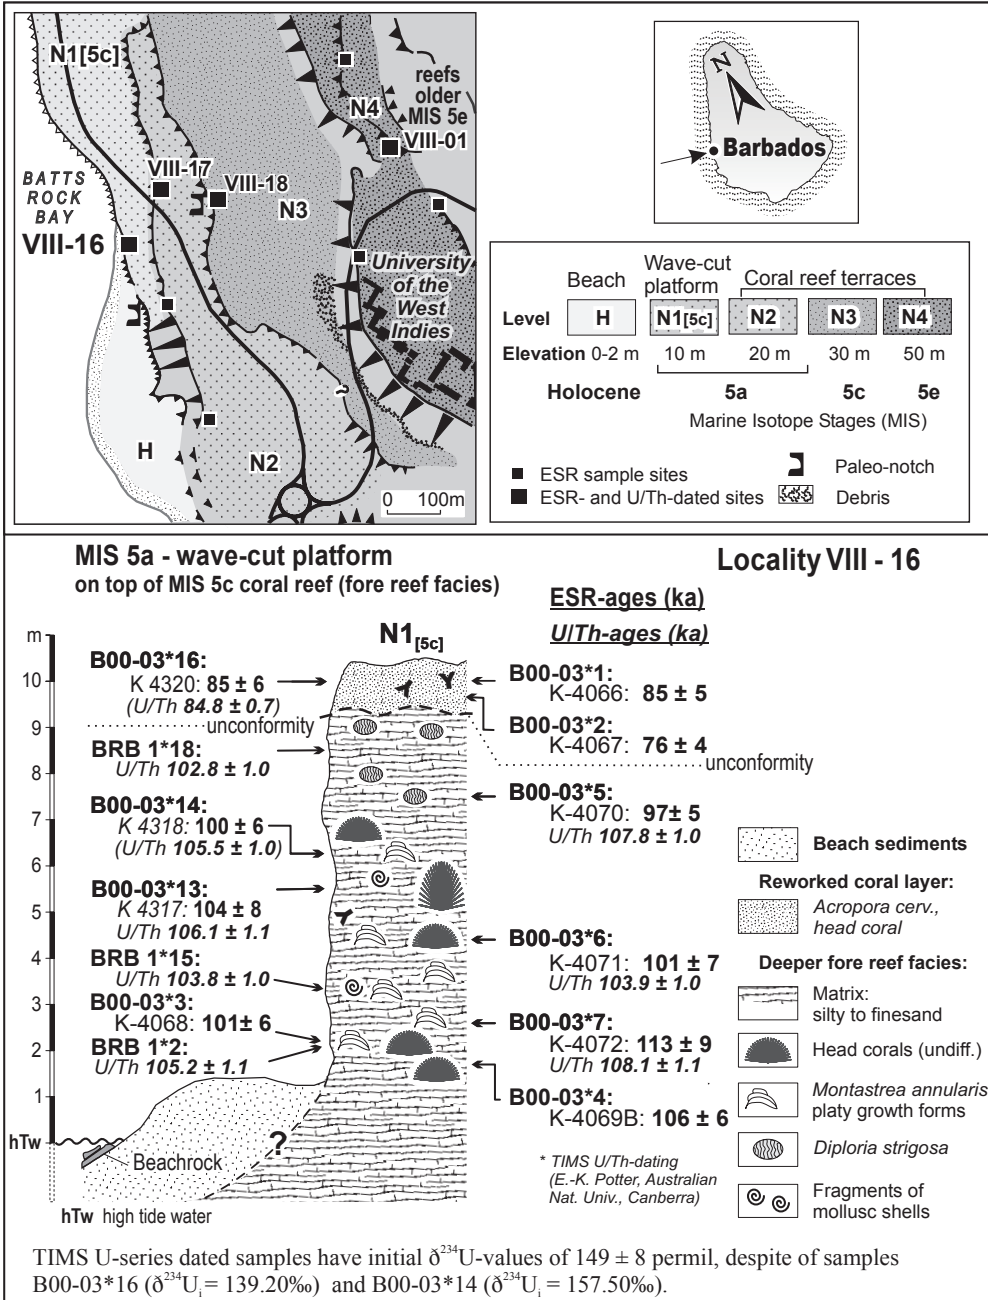 N1[5c]
reefs
older
MIS 5e
N4
VIII-01
VIII-17
VIII-18
BATTS
ROCK
BAY
N3
VIII-16
University
of the
West
Indies
H
N2
0 100m
N
Barbados
Beach
Wave-cut
platform
Coral reef terraces
Level H N1[5c] N2 N3 N4
Elevation 0-2 m 10 m 20 m 30 m 50 m
Holocene 5a 5c 5e
Marine Isotope Stages (MIS)
ESR sample sites
ESR- and U/Th-dated sites
Paleo-notch
Debris
MIS 5a - wave-cut platform
on top of MIS 5c coral reef (fore reef facies)
Locality VIII - 16
ESR-ages (ka)
U/Th-ages (ka)
m
10
9
8
7
6
5
4
3
2
1
hTw
N1[5c]
B00-03*16:
K 4320: 85 ± 6
(U/Th 84.8 ± 0.7)
unconformity
BRB 1*18:
U/Th 102.8 ± 1.0
B00-03*14:
K 4318: 100 ± 6
(U/Th 105.5 ± 1.0)
B00-03*13:
K 4317: 104 ± 8
U/Th 106.1 ± 1.1
BRB 1*15:
U/Th 103.8 ± 1.0
B00-03*3:
K-4068: 101± 6
BRB 1*2:
U/Th 105.2 ± 1.1
?
Beachrock
hTw high tide water
B00-03*1:
K-4066: 85 ± 5
B00-03*2:
K-4067: 76 ± 4
unconformity
B00-03*5:
K-4070: 97± 5
U/Th 107.8 ± 1.0
B00-03*6:
K-4071: 101 ± 7
U/Th 103.9 ± 1.0
B00-03*7:
K-4072: 113 ± 9
U/Th 108.1 ± 1.1
B00-03*4:
K-4069B: 106 ± 6
* TIMS U/Th-dating
(E.-K. Potter, Australian
Nat. Univ., Canberra)
Beach sediments
Reworked coral layer:
Acropora cerv.,
head coral
Deeper fore reef facies:
Matrix:
silty to finesand
Head corals (undiff.)
Montastrea annularis
platy growth forms
Diploria strigosa
Fragments of
mollusc shells
TIMS U-series dated samples have initial ð²³⁴U-values of 149 ± 8 permil, despite of samples
B00-03*16 (ð²³⁴Uᵢ = 139.20‰) and B00-03*14 (ð²³⁴Uᵢ = 157.50‰).